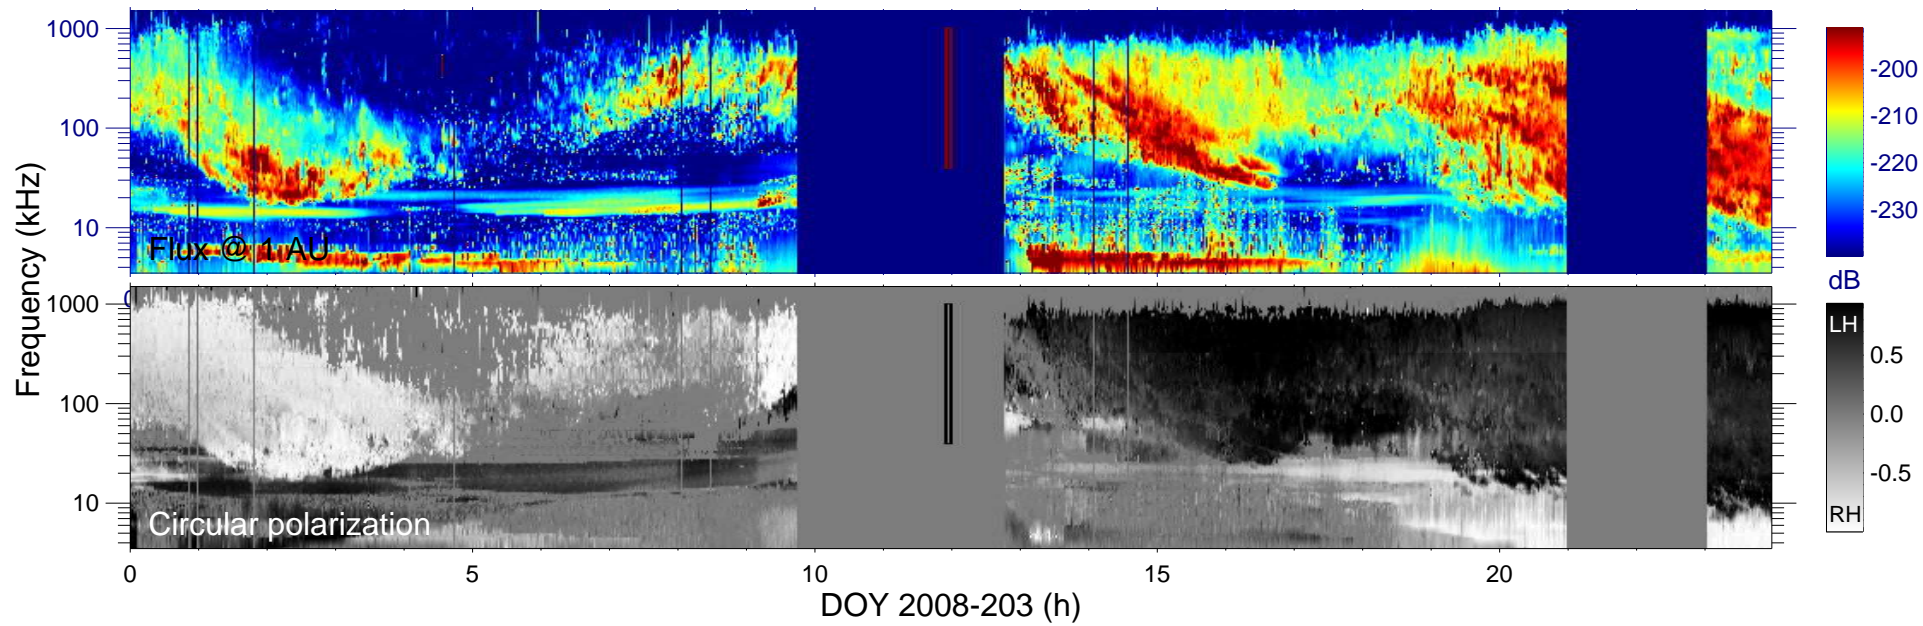 1000
100
10
Flux @ 1 AU
-200
-210
-220
-230
dB
Frequency (kHz)
0
1000
100
10
Circular polarization
LH
0.5
0.0
-0.5
RH
0
5
10
15
20
DOY 2008-203 (h)